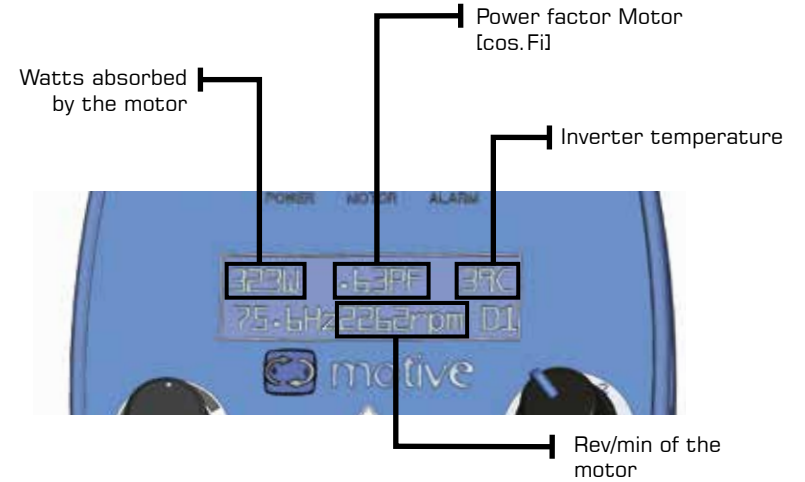 Power factor Motor
[cos.Fi]
Watts absorbed
by the motor
Inverter temperature
POWER MOTOR ALARM
323W .63PF 39C
75.6Hz 2262rpm D1
motive
Rev/min of the
motor